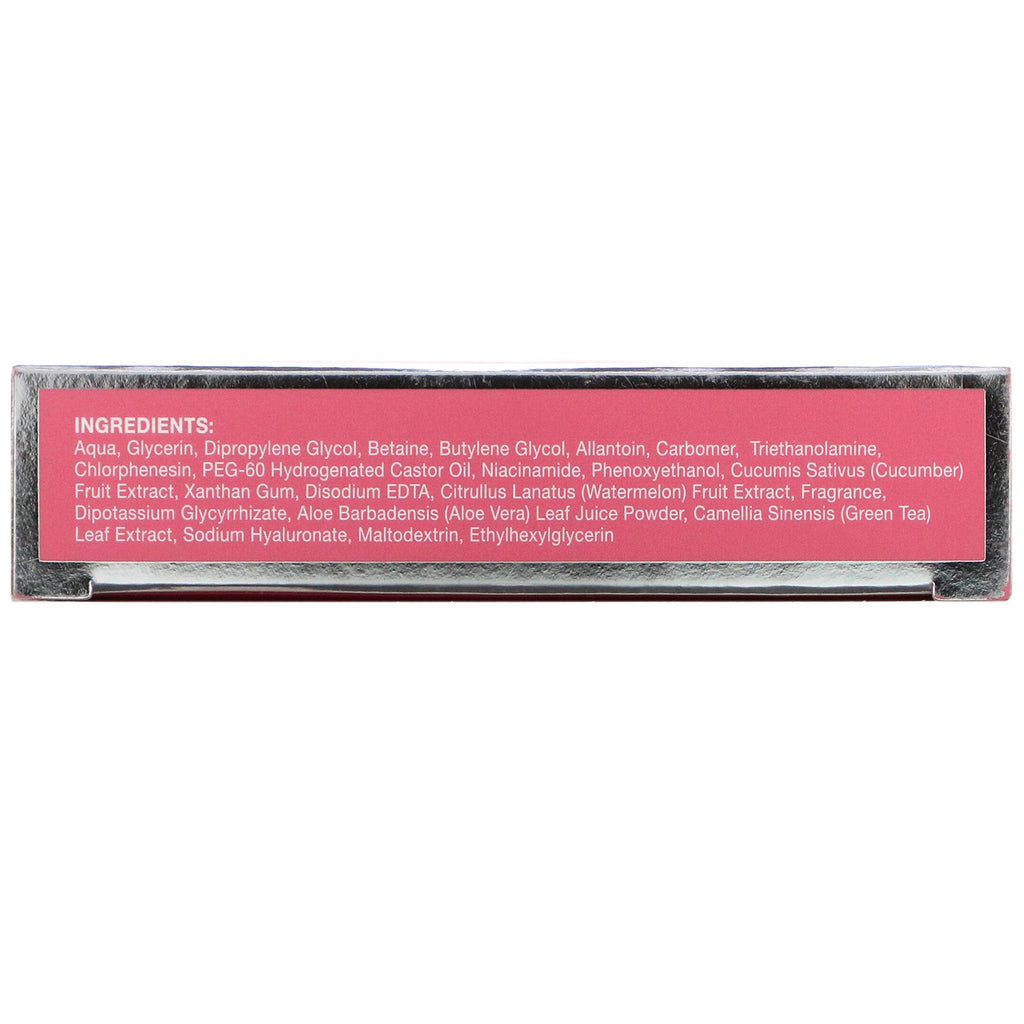 INGREDIENTS:
Aqua, Glycerin, Dipropylene Glycol, Betaine, Butylene Glycol, Allantoin, Carbomer, Triethanolamine,
Chlorphenesin, PEG-60 Hydrogenated Castor Oil, Niacinamide, Phenoxyethanol, Cucumis Sativus (Cucumber)
Fruit Extract, Xanthan Gum, Disodium EDTA, Citrullus Lanatus (Watermelon) Fruit Extract, Fragrance,
Dipotassium Glycyrrhizate, Aloe Barbadensis (Aloe Vera) Leaf Juice Powder, Camellia Sinensis (Green Tea)
Leaf Extract, Sodium Hyaluronate, Maltodextrin, Ethylhexylglycerin